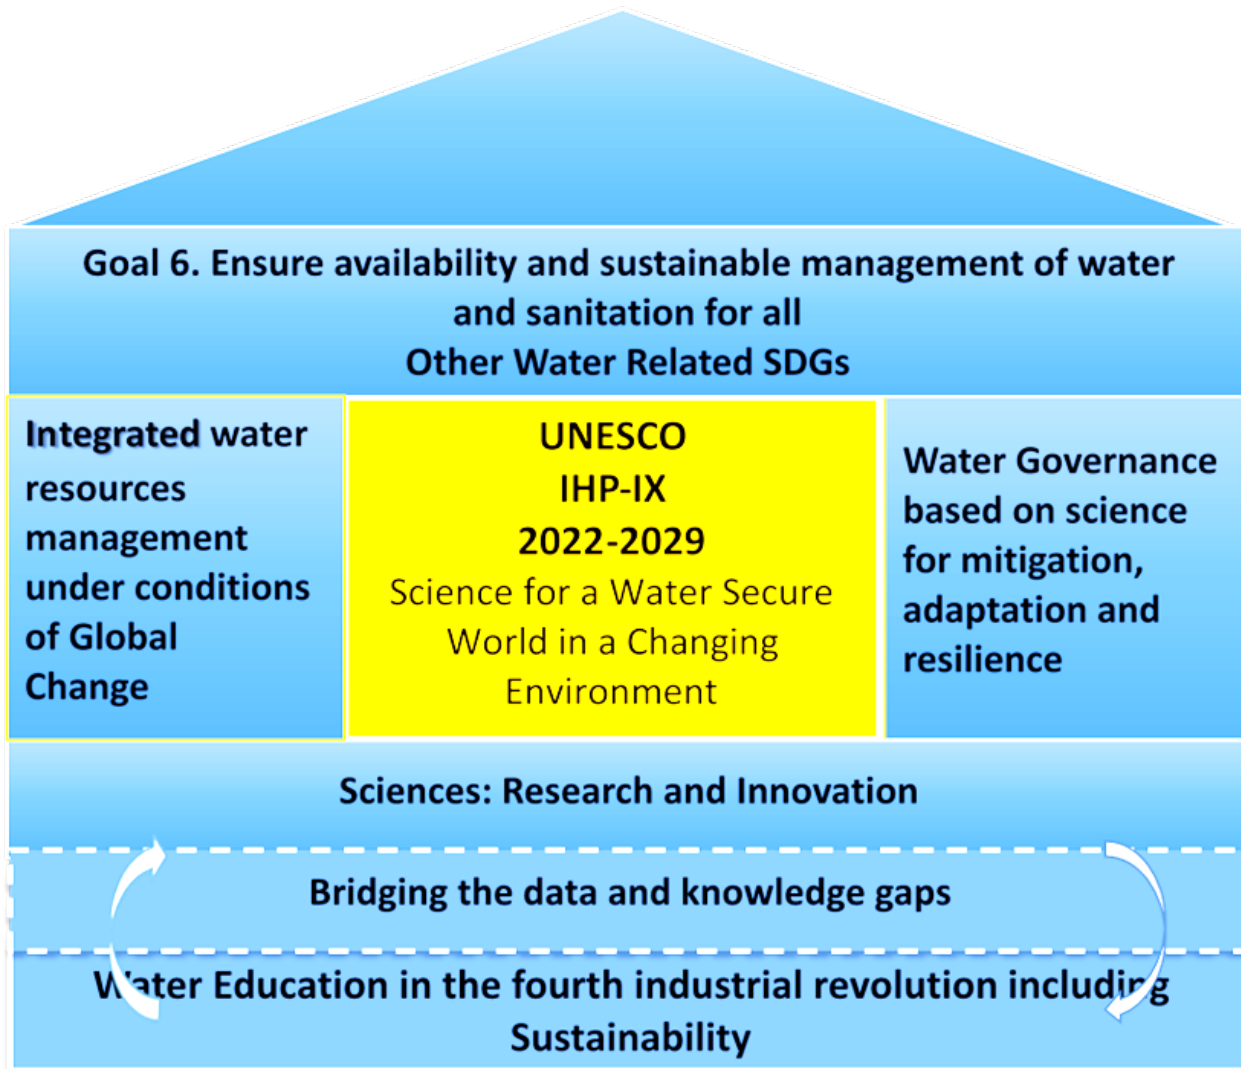 Goal 6. Ensure availability and sustainable management of water
and sanitation for all
Other Water Related SDGs
Integrated water
resources
management
under conditions
of Global
Change
UNESCO
IHP-IX
2022-2029
Science for a Water Secure
World in a Changing
Environment
Water Governance
based on science
for mitigation,
adaptation and
resilience
Sciences: Research and Innovation
Bridging the data and knowledge gaps
Water Education in the fourth industrial revolution including
Sustainability